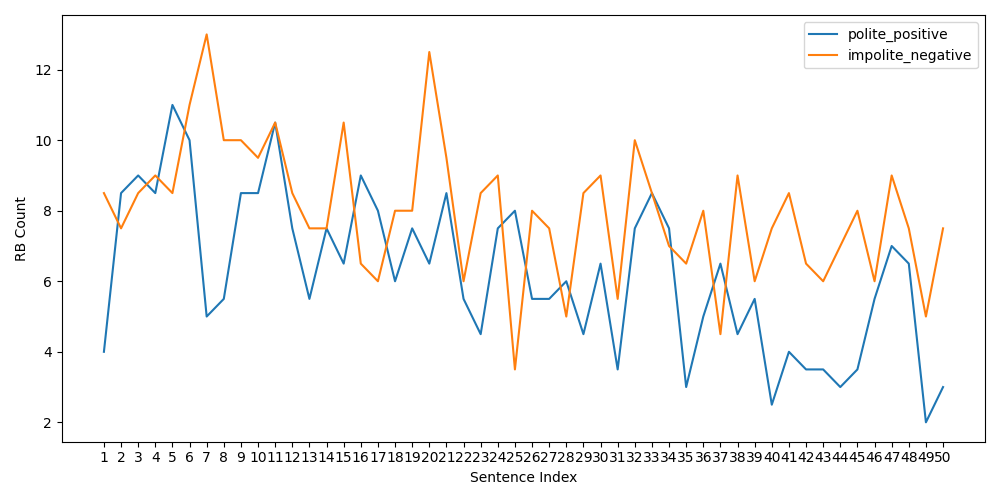 polite_positive
impolite_negative
RB Count
12
10
8
6
4
2
1 2 3 4 5 6 7 8 9 10 11 12 13 14 15 16 17 18 19 20 21 22 23 24 25 26 27 28 29 30 31 32 33 34 35 36 37 38 39 40 41 42 43 44 45 46 47 48 49 50
Sentence Index